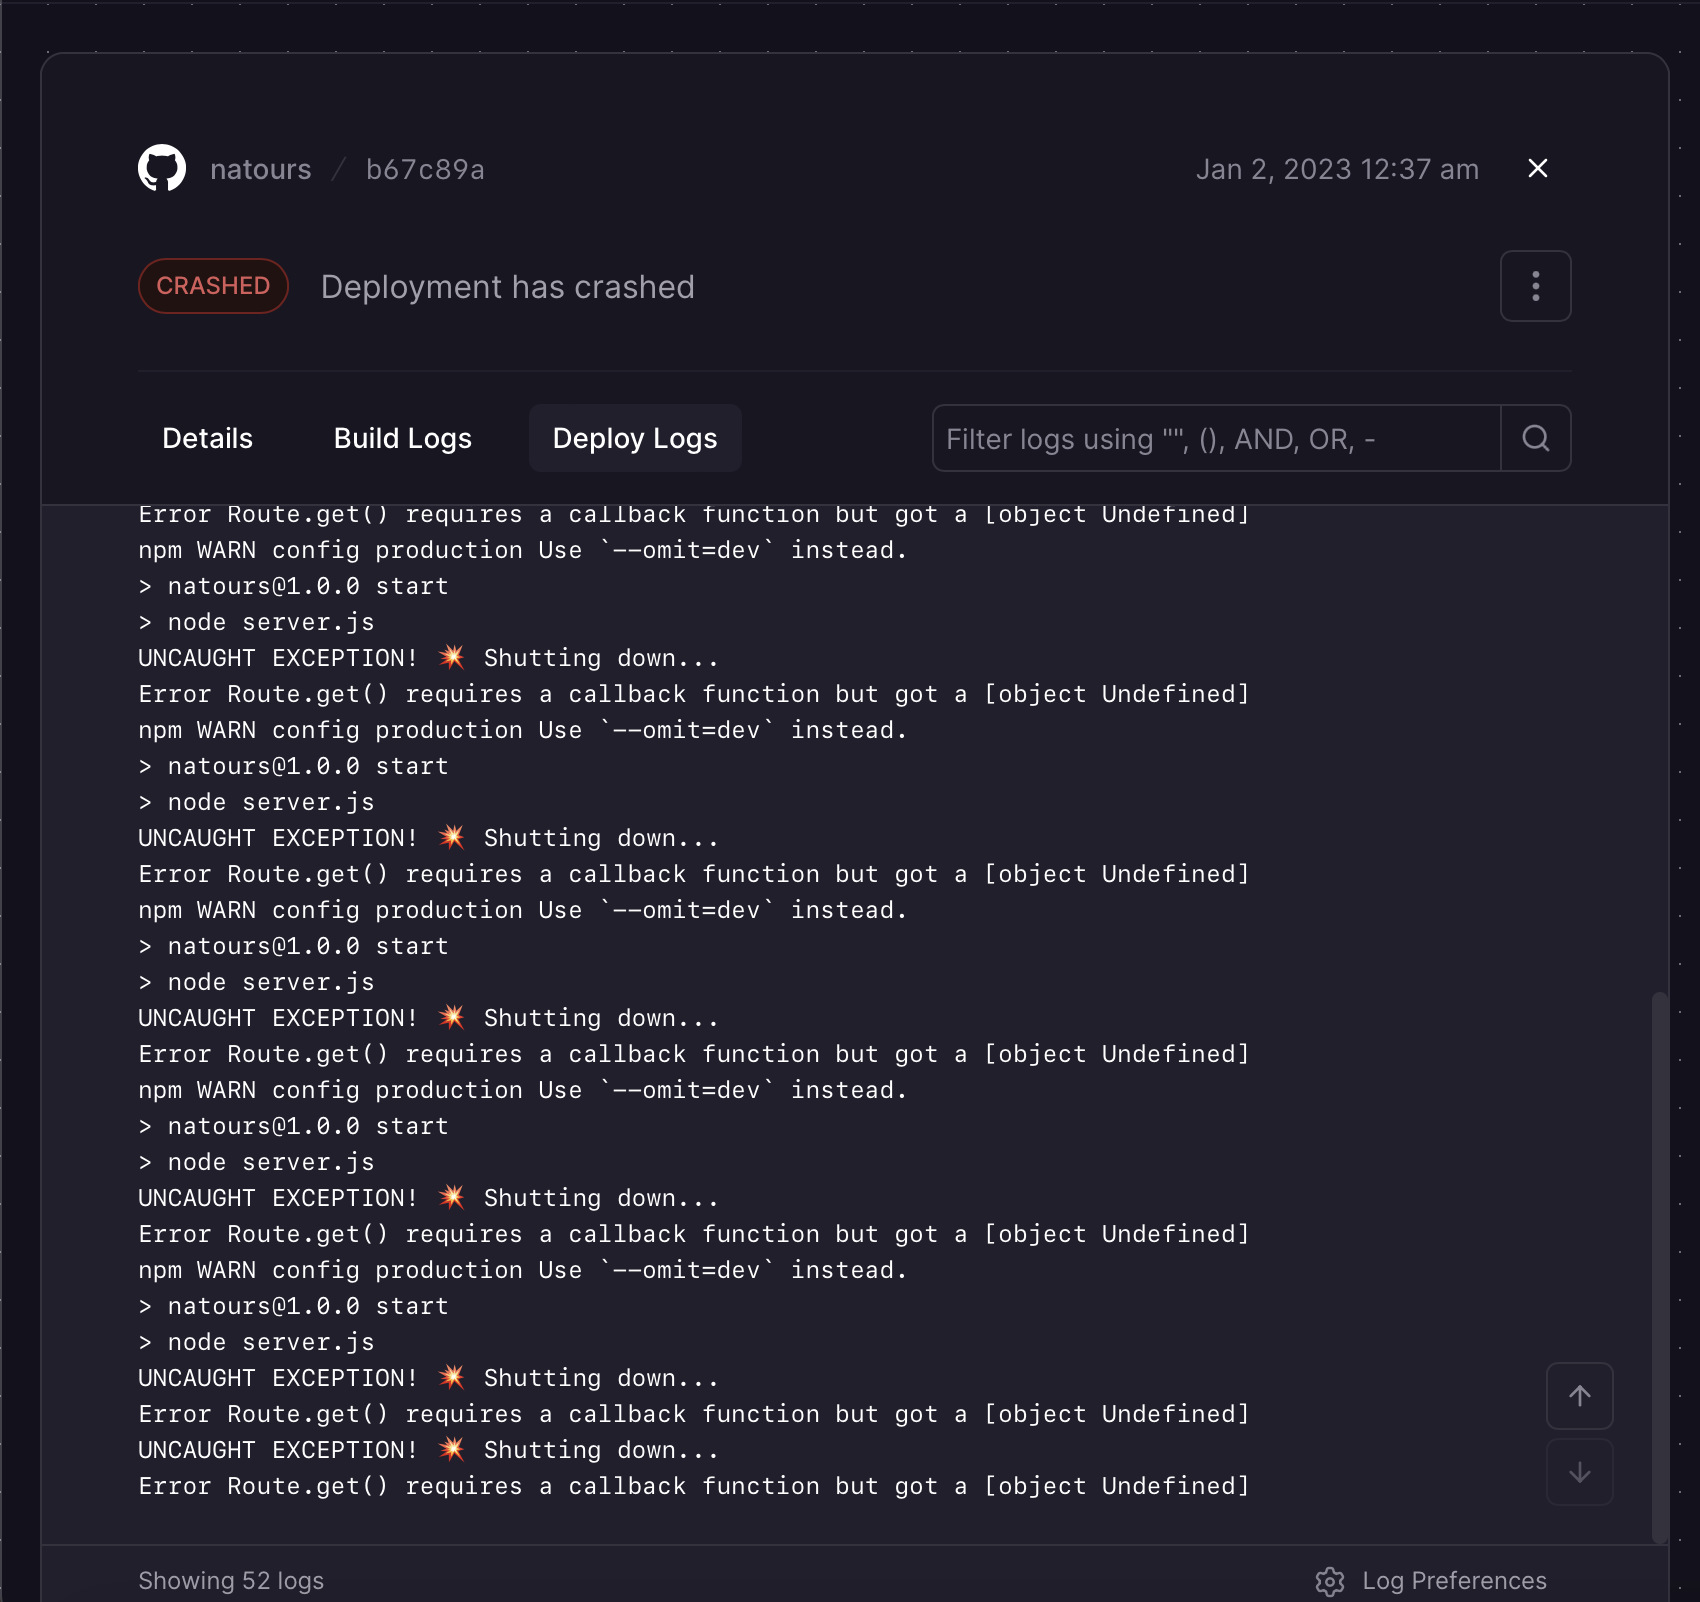 natours / b67c89a
Jan 2, 2023 12:37 am
CRASHED Deployment has crashed
Details Build Logs Deploy Logs
Filter logs using "", (), AND, OR, -
Error Route.get() requires a callback function but got a [object Undefined]
npm WARN config production Use `--omit=dev` instead.
> natours@1.0.0 start
> node server.js
UNCAUGHT EXCEPTION! 💥 Shutting down...
Error Route.get() requires a callback function but got a [object Undefined]
npm WARN config production Use `--omit=dev` instead.
> natours@1.0.0 start
> node server.js
UNCAUGHT EXCEPTION! 💥 Shutting down...
Error Route.get() requires a callback function but got a [object Undefined]
npm WARN config production Use `--omit=dev` instead.
> natours@1.0.0 start
> node server.js
UNCAUGHT EXCEPTION! 💥 Shutting down...
Error Route.get() requires a callback function but got a [object Undefined]
npm WARN config production Use `--omit=dev` instead.
> natours@1.0.0 start
> node server.js
UNCAUGHT EXCEPTION! 💥 Shutting down...
Error Route.get() requires a callback function but got a [object Undefined]
npm WARN config production Use `--omit=dev` instead.
> natours@1.0.0 start
> node server.js
UNCAUGHT EXCEPTION! 💥 Shutting down...
Error Route.get() requires a callback function but got a [object Undefined]
UNCAUGHT EXCEPTION! 💥 Shutting down...
Error Route.get() requires a callback function but got a [object Undefined]
Showing 52 logs
Log Preferences